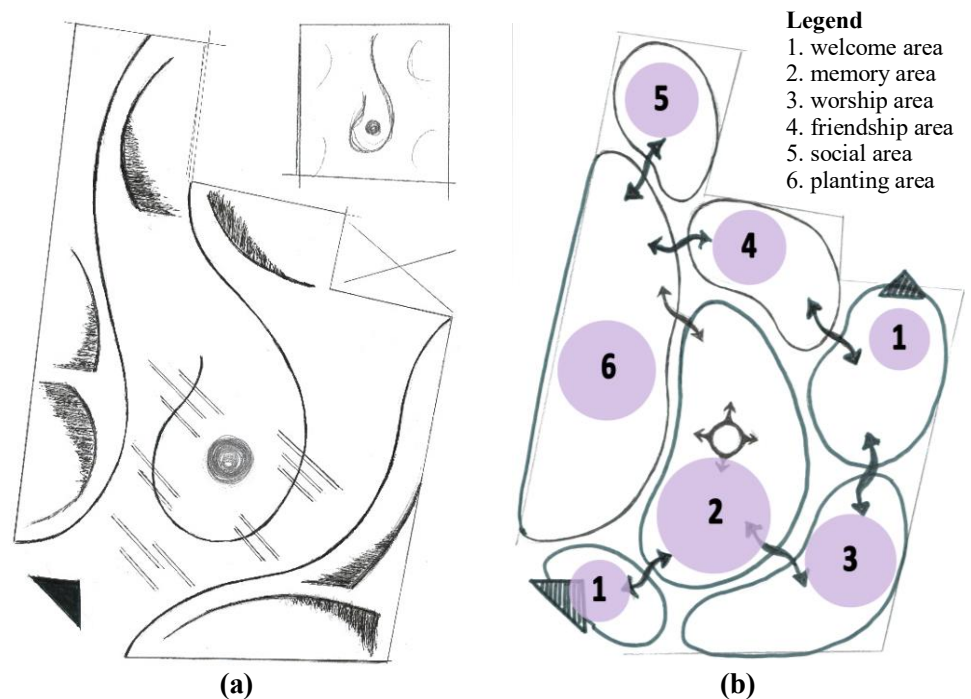 Legend
1. welcome area
2. memory area
3. worship area
4. friendship area
5. social area
6. planting area
5
4
1
6
2
3
1
(a)
(b)